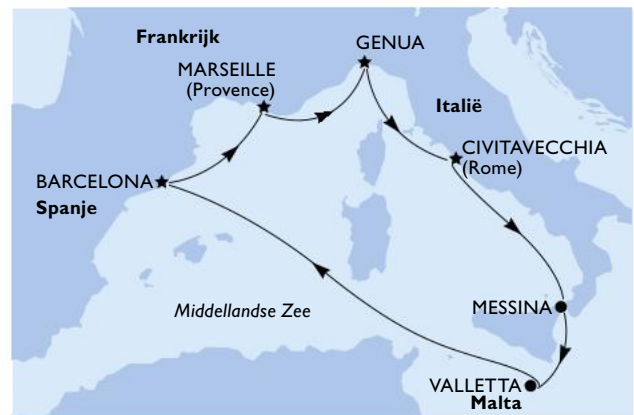 Frankrijk
GENUA
MARSEILLE
(Provence)
Italië
CIVITAVECCHIA
(Rome)
BARCELONA
Spanje
Middellandse Zee
MESSINA
VALLETTA
Malta